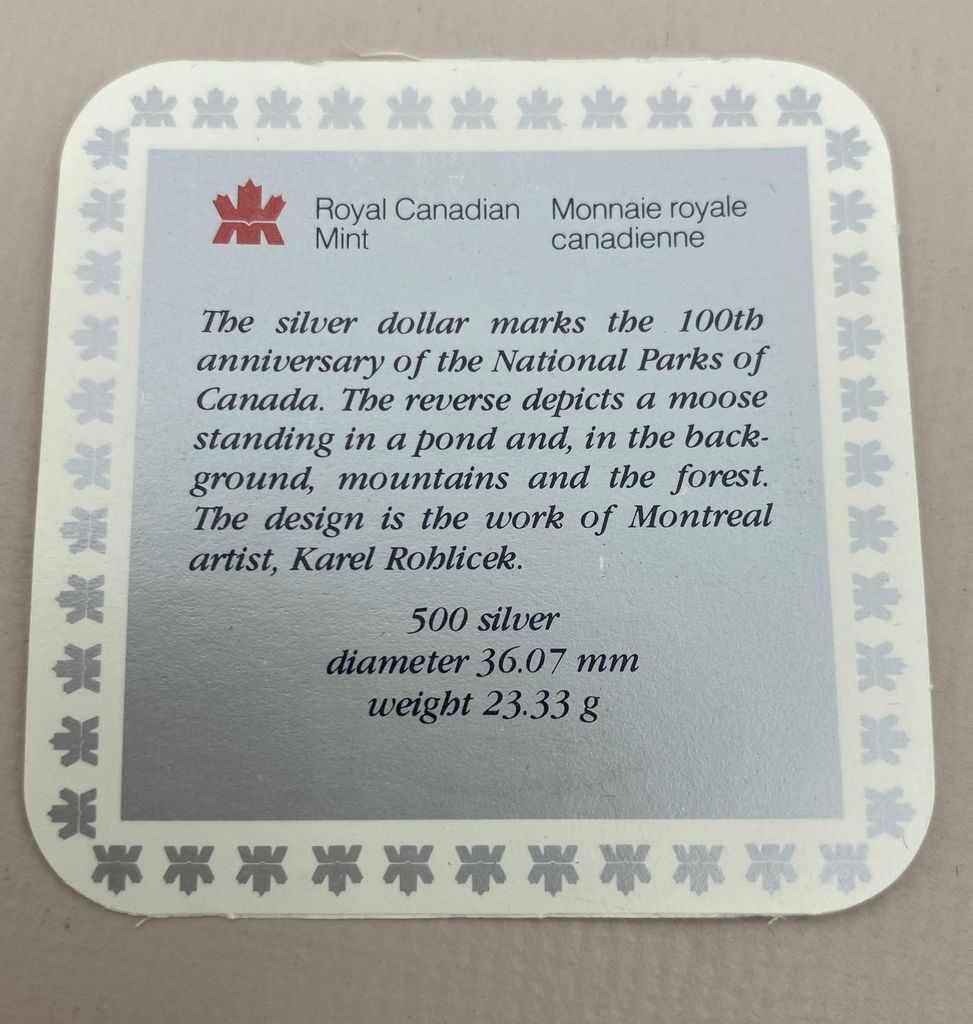 Royal Canadian Mint
Monnaie royale canadienne
The silver dollar marks the 100th
anniversary of the National Parks of
Canada. The reverse depicts a moose
standing in a pond and, in the back-
ground, mountains and the forest.
The design is the work of Montreal
artist, Karel Rohlicek.
500 silver
diameter 36.07 mm
weight 23.33 g